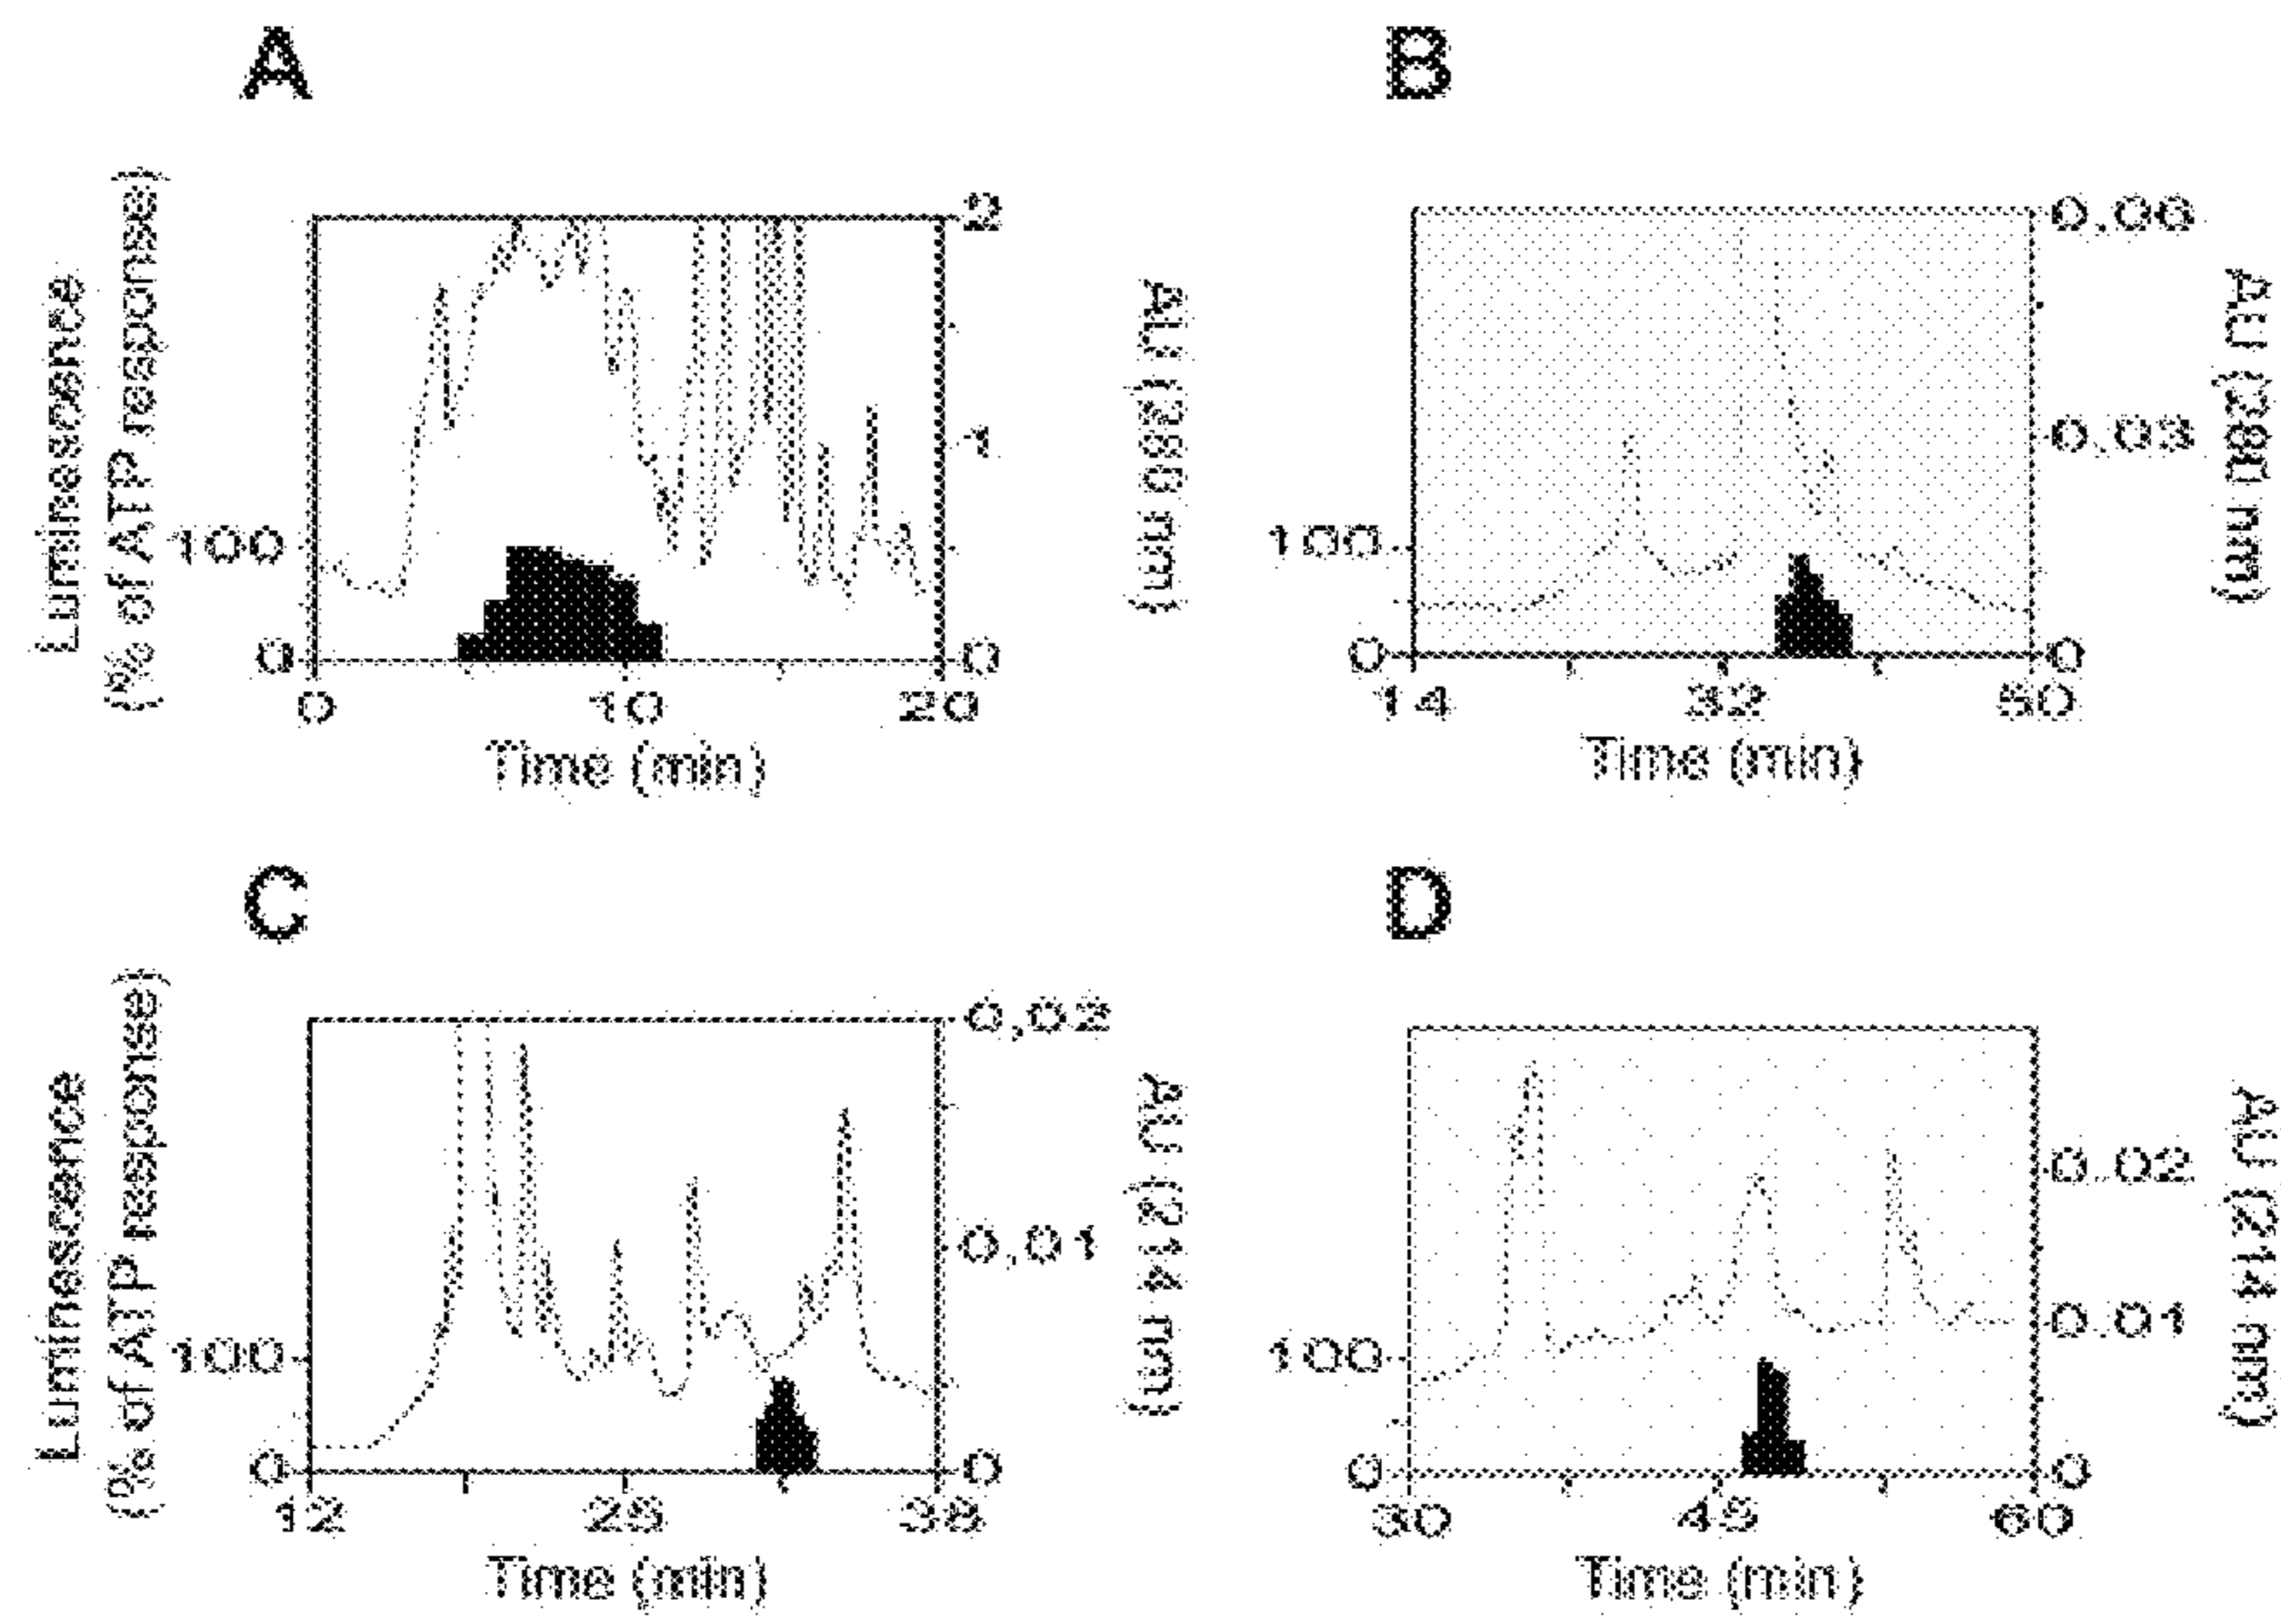 A
Luminescence
(% of ATP response)
100
0
2
1
0
AU (280 nm)
0
10
20
Time (min)
B
100
0
0.06
0.03
0
AU (280 nm)
14
32
50
Time (min)
C
Luminescence
(% of ATP response)
100
0
0,02
0,01
0
AU (214 nm)
12
25
38
Time (min)
D
100
0
0.02
0.01
0
AU (214 nm)
30
45
60
Time (min)